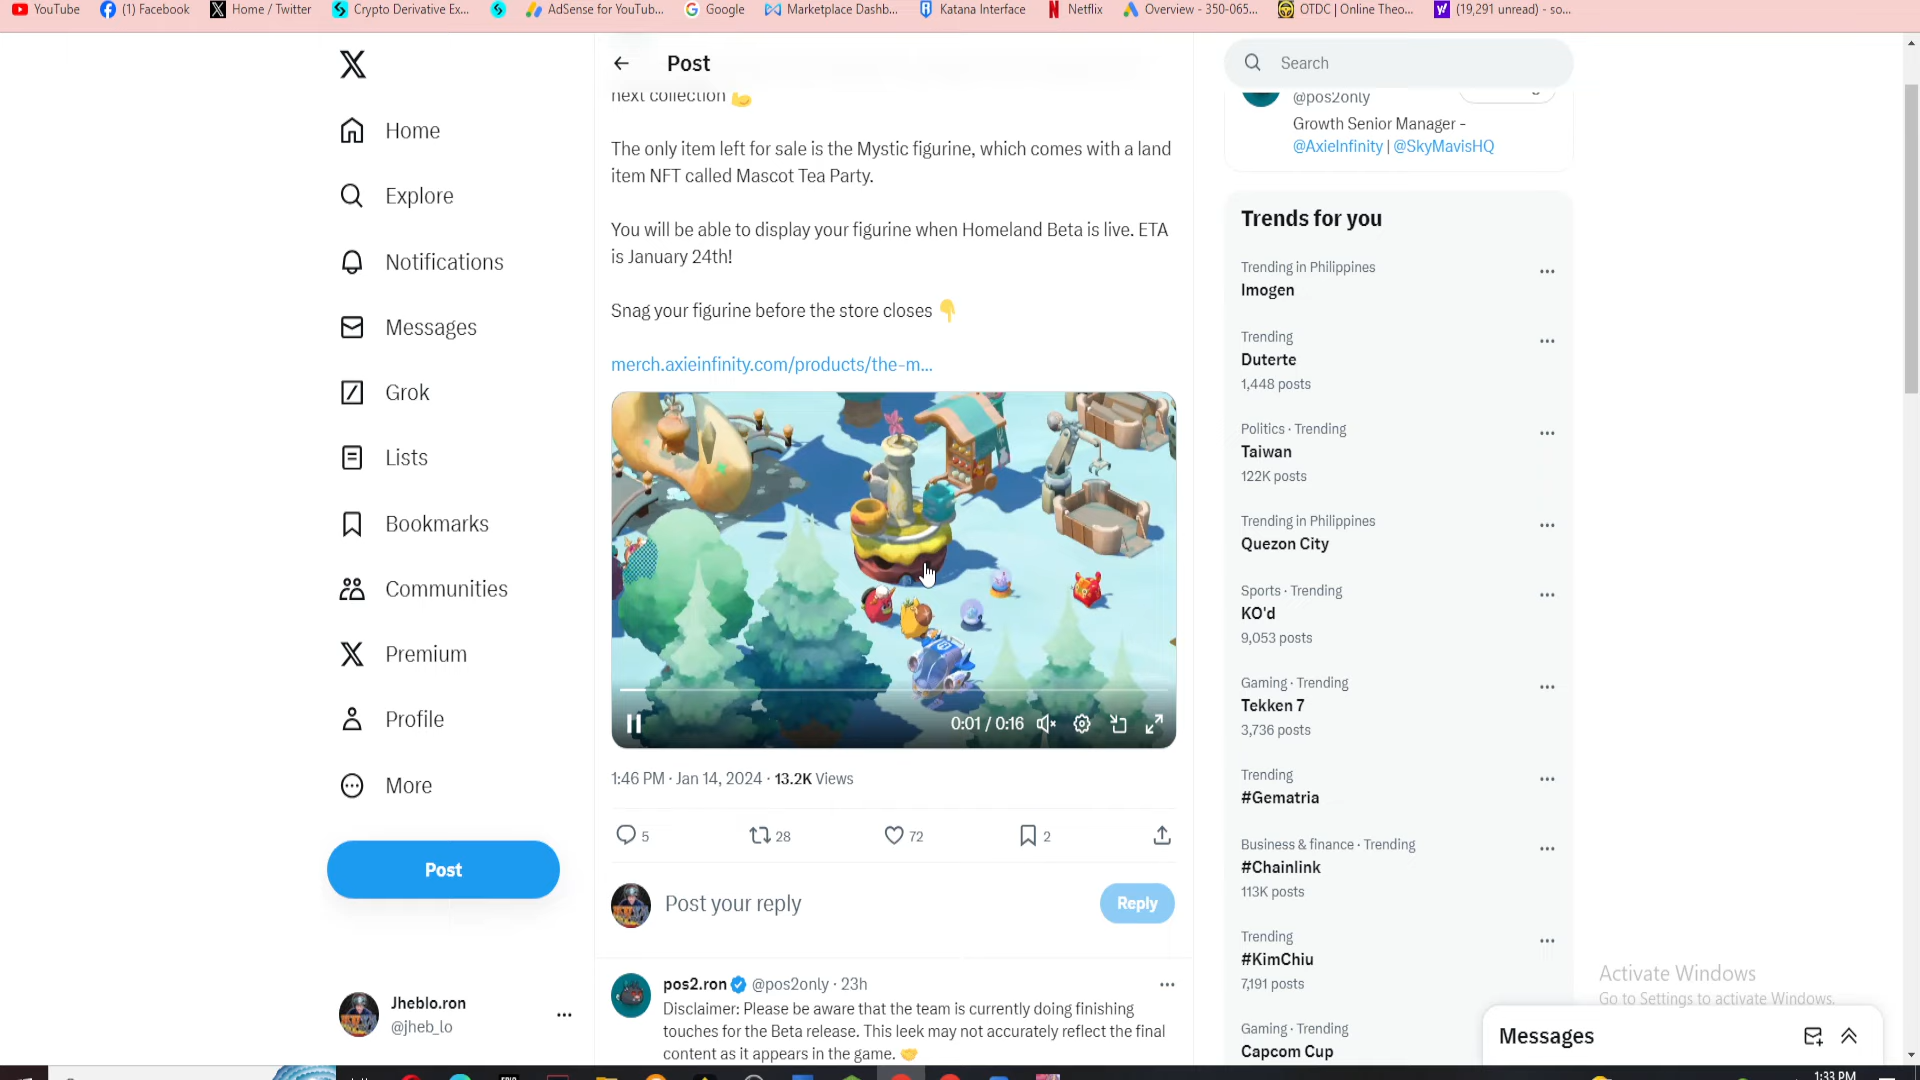 YouTube (1) Facebook Home / Twitter Crypto Derivative Ex... AdSense for YouTub... Google Marketplace Dashb... Katana Interface Netflix Overview - 350-065... OTDC | Online Theo... (19,291 unread) - so...
Home
Explore
Notifications
Messages
Grok
Lists
Bookmarks
Communities
Premium
Profile
More
Post
Jheblo.ron
@jheb_lo
Post
next collection
The only item left for sale is the Mystic figurine, which comes with a land
item NFT called Mascot Tea Party.
You will be able to display your figurine when Homeland Beta is live. ETA
is January 24th!
Snag your figurine before the store closes
merch.axieinfinity.com/products/the-m...
0:01 / 0:16
1:46 PM · Jan 14, 2024 · 13.2K Views
5 28 72 2
Post your reply
Reply
pos2.ron @pos2only · 23h
Disclaimer: Please be aware that the team is currently doing finishing
touches for the Beta release. This leek may not accurately reflect the final
content as it appears in the game.
Search
@pos2only
Growth Senior Manager -
@AxieInfinity | @SkyMavisHQ
Trends for you
Trending in Philippines
Imogen
Trending
Duterte
1,448 posts
Politics · Trending
Taiwan
122K posts
Trending in Philippines
Quezon City
Sports · Trending
KO'd
9,053 posts
Gaming · Trending
Tekken 7
3,736 posts
Trending
#Gematria
Business & finance · Trending
#Chainlink
113K posts
Trending
#KimChiu
7,191 posts
Gaming · Trending
Capcom Cup
Activate Windows
Go to Settings to activate Windows.
Messages
1:33 PM